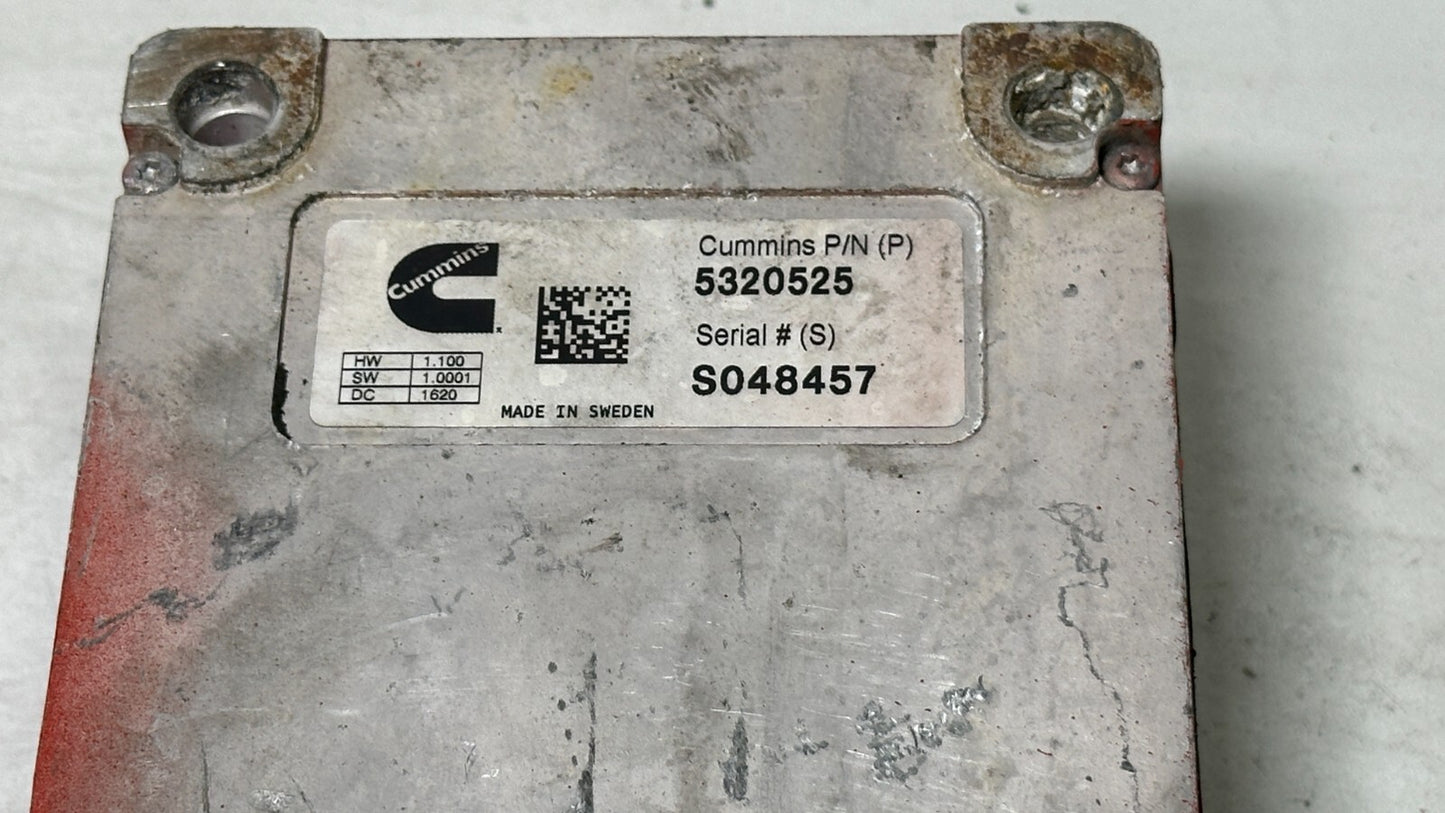 Cummins
HW 1.100
SW 1.0001
DC 1620
MADE IN SWEDEN
Cummins P/N (P)
5320525
Serial # (S)
S048457